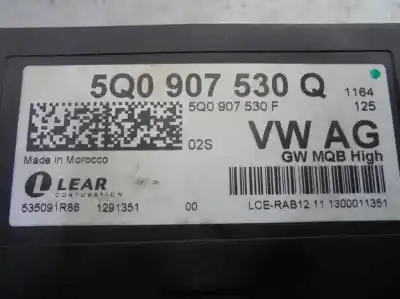 5Q0 907 530 Q 1164
5Q0 907 530 F 125
02S VW AG
Made in Morocco GW MQB High
LEAR
CORPORATION
535091R86 1291351 00 LCE-RAB12.11 1300011351